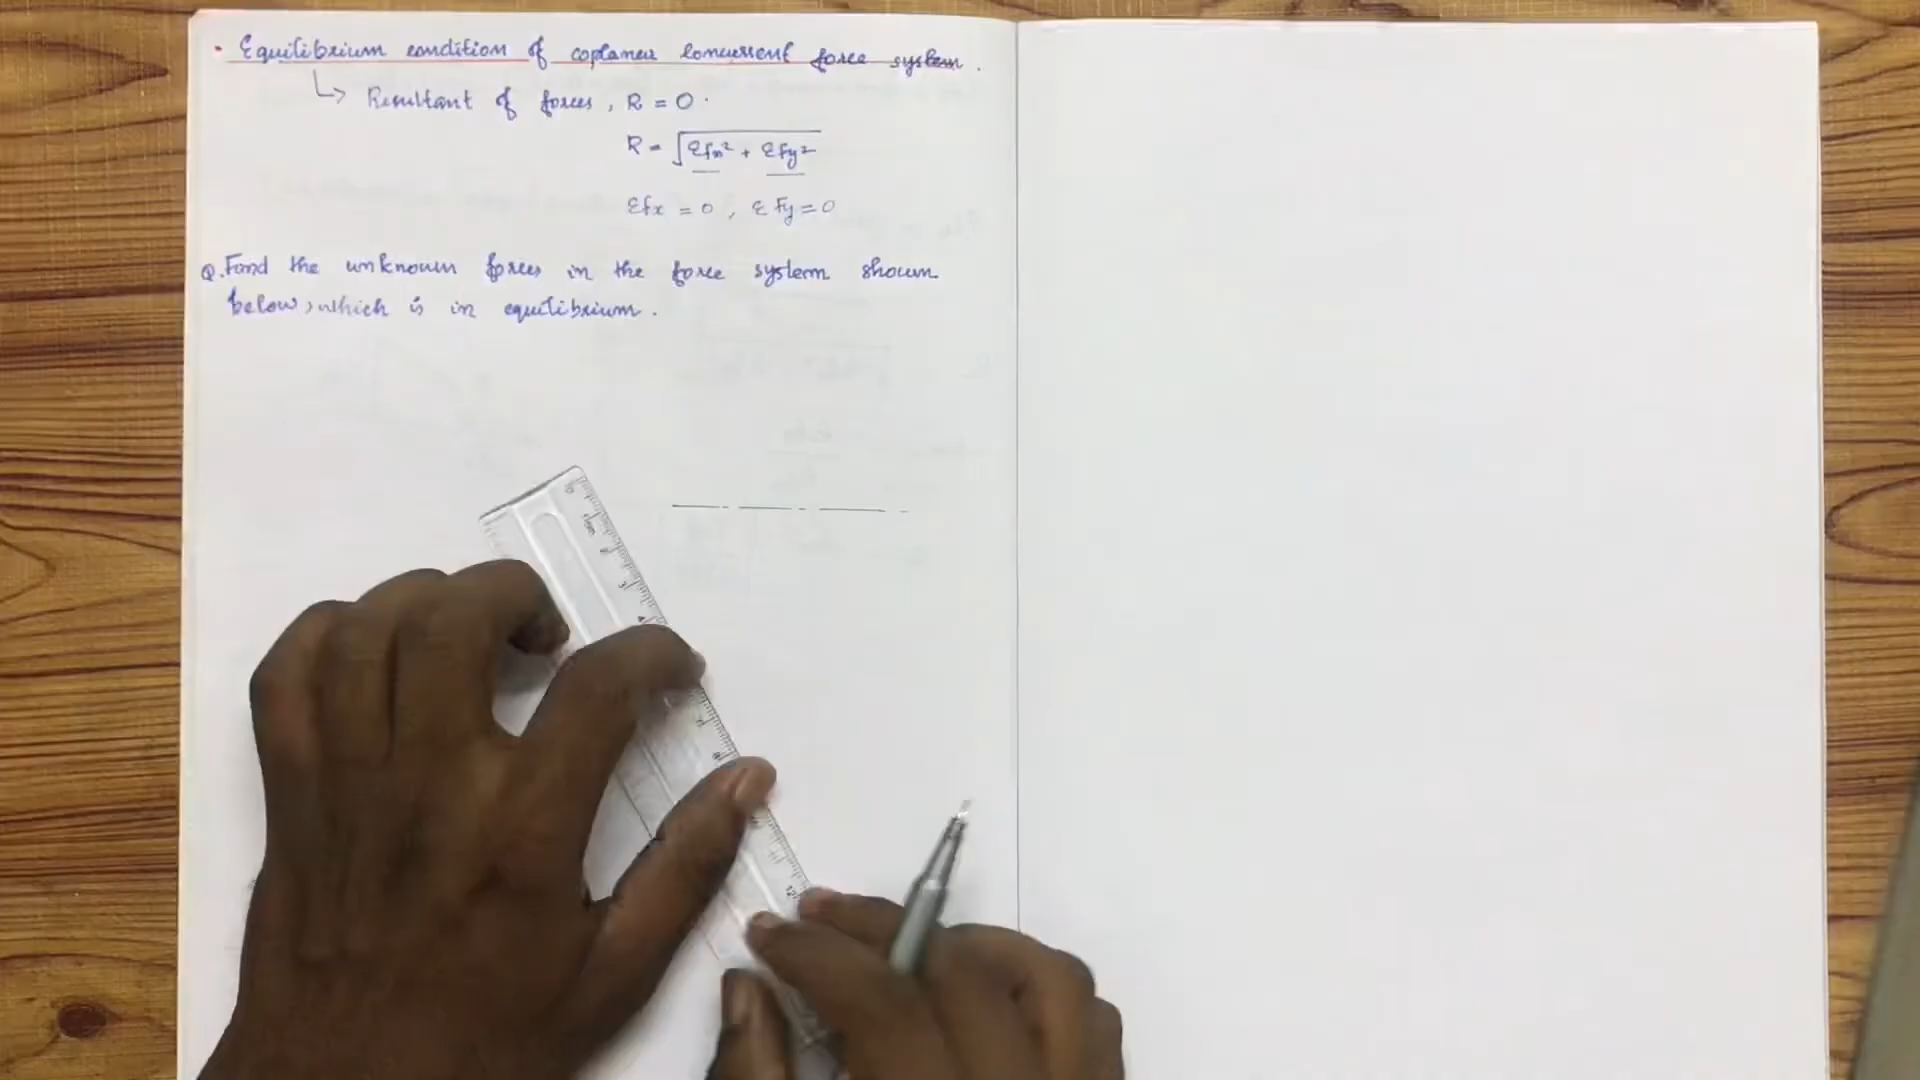 • Equilibrium condition of coplanar concurrent force system.
↳ Resultant of forces, R = 0.
R = √Σfx² + Σfy²
Σfx = 0, ΣFy = 0
Q. Find the unknown forces in the force system shown
below, which is in equilibrium.